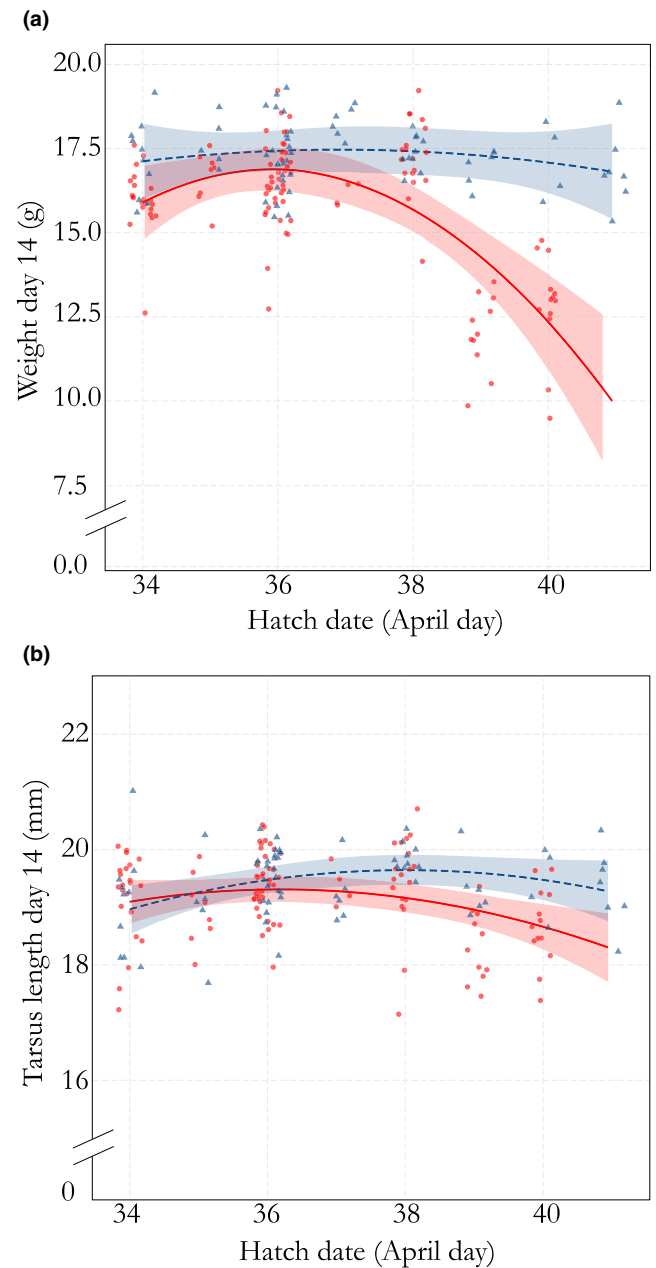 (a)
20.0
17.5
15.0
12.5
10.0
7.5
0.0
Weight day 14 (g)
34 36 38 40
Hatch date (April day)
(b)
22
20
18
16
0
Tarsus length day 14 (mm)
34 36 38 40
Hatch date (April day)